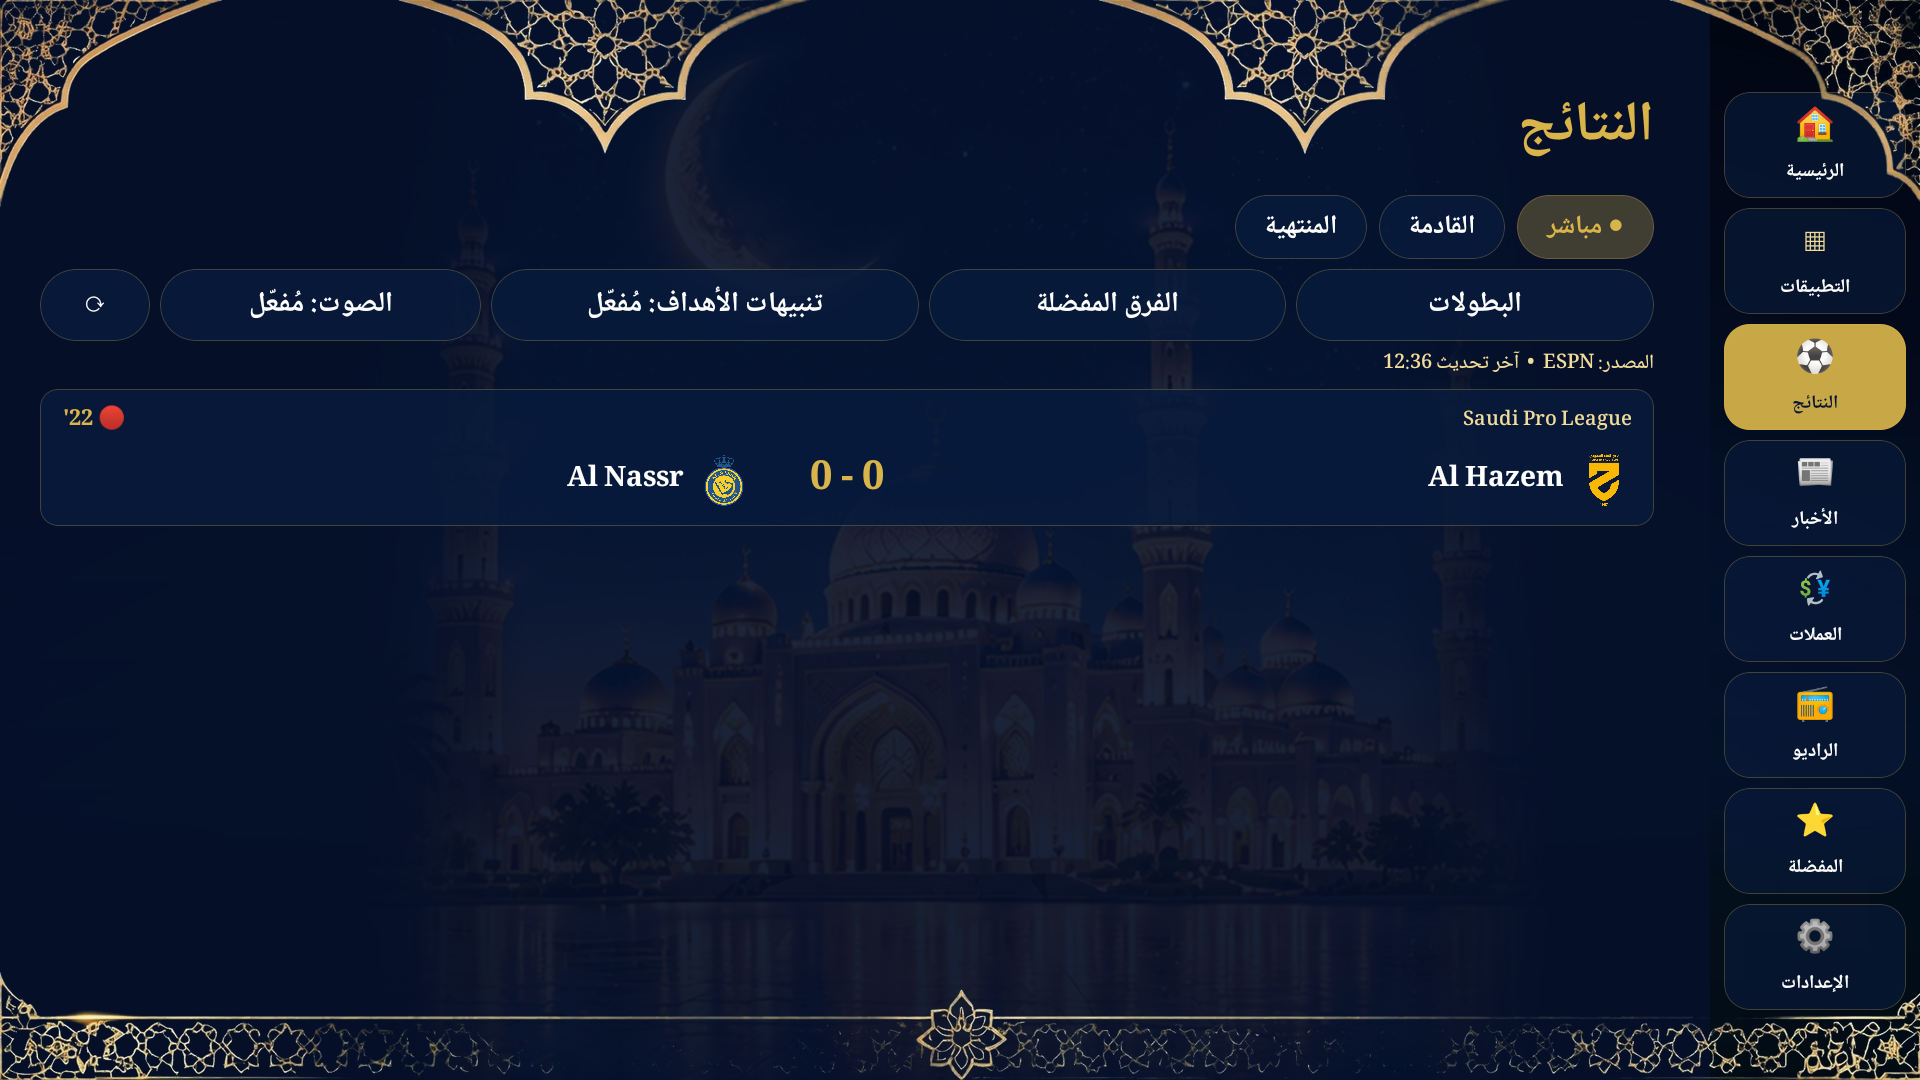 النتائج
● مباشر
القادمة
المنتهية
البطولات
الفرق المفضلة
تنبيهات الأهداف: مُفعّل
الصوت: مُفعّل
المصدر: ESPN • آخر تحديث 12:36
Saudi Pro League
22'
Al Hazem
0 - 0
Al Nassr
الرئيسية
التطبيقات
النتائج
الأخبار
العملات
الراديو
المفضلة
الإعدادات